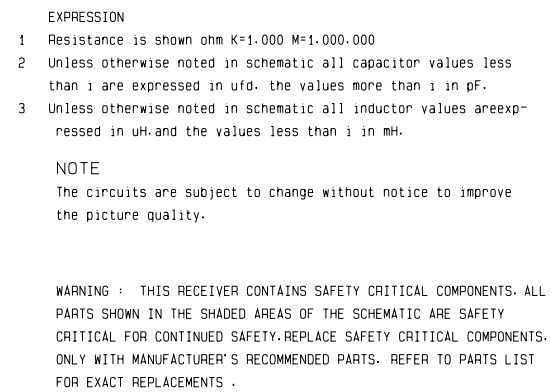 EXPRESSION
1 Resistance is shown ohm K=1.000 M=1.000.000
2 Unless otherwise noted in schematic all capacitor values less
than i are expressed in ufd. the values more than i in pF.
3 Unless otherwise noted in schematic all inductor values areexp-
ressed in uH.and the values less than i in mH.
NOTE
The circuits are subject to change without notice to improve
the picture quality.
WARNING : THIS RECEIVER CONTAINS SAFETY CRITICAL COMPONENTS. ALL
PARTS SHOWN IN THE SHADED AREAS OF THE SCHEMATIC ARE SAFETY
CRITICAL FOR CONTINUED SAFETY.REPLACE SAFETY CRITICAL COMPONENTS.
ONLY WITH MANUFACTURER'S RECOMMENDED PARTS. REFER TO PARTS LIST
FOR EXACT REPLACEMENTS .